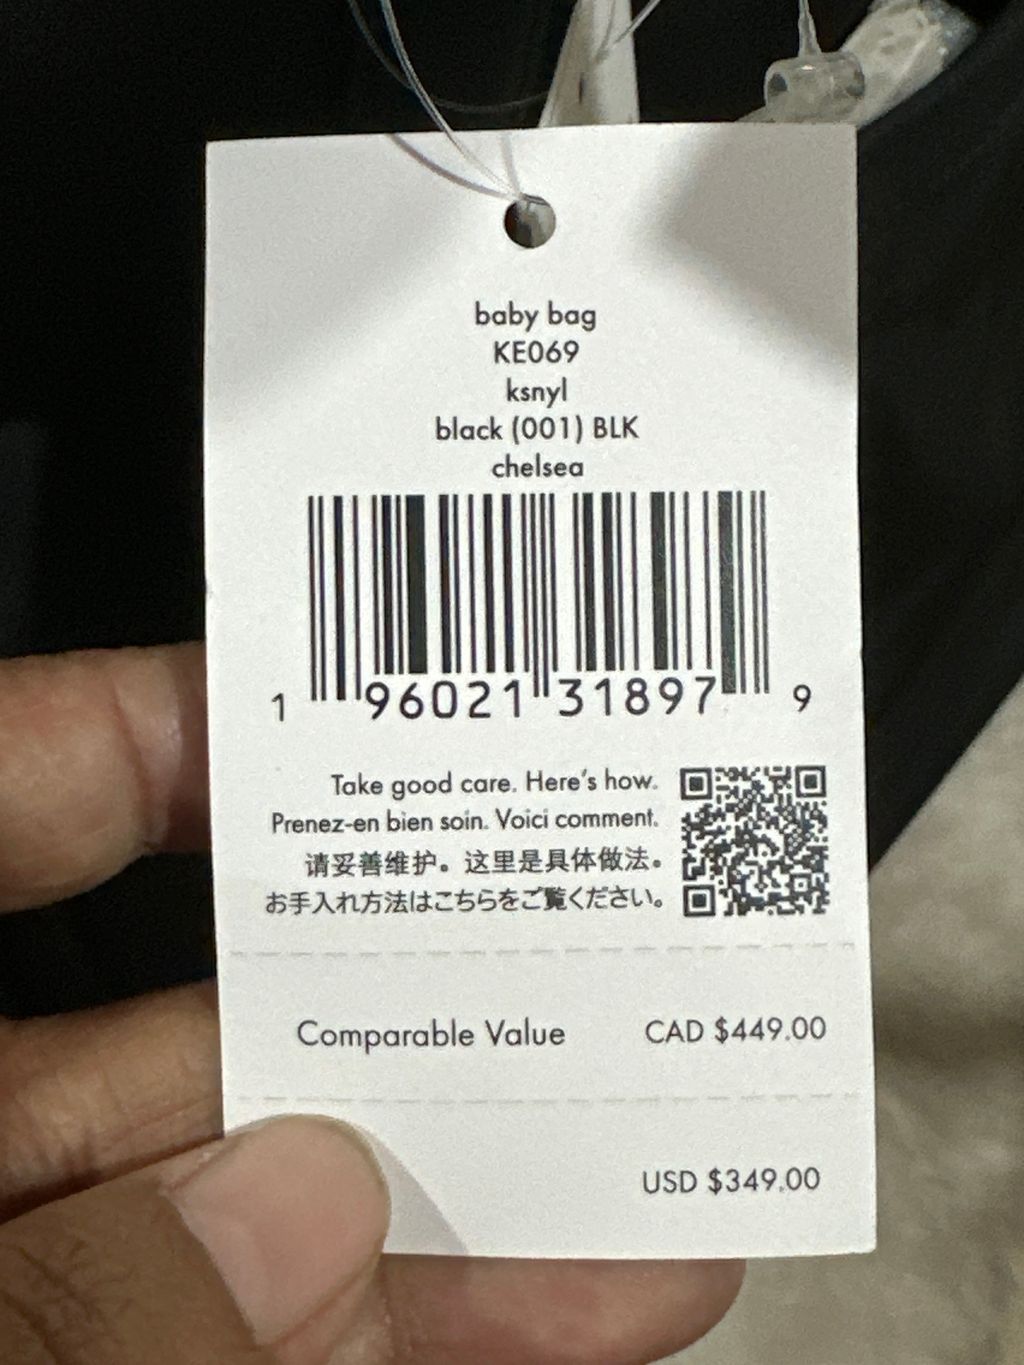 baby bag
KE069
ksnyl
black (001) BLK
chelsea
1 96021 31897 9
Take good care. Here's how.
Prenez-en bien soin. Voici comment.
请妥善维护。这里是具体做法。
お手入れ方法はこちらをご覧ください。
Comparable Value CAD $449.00
USD $349.00